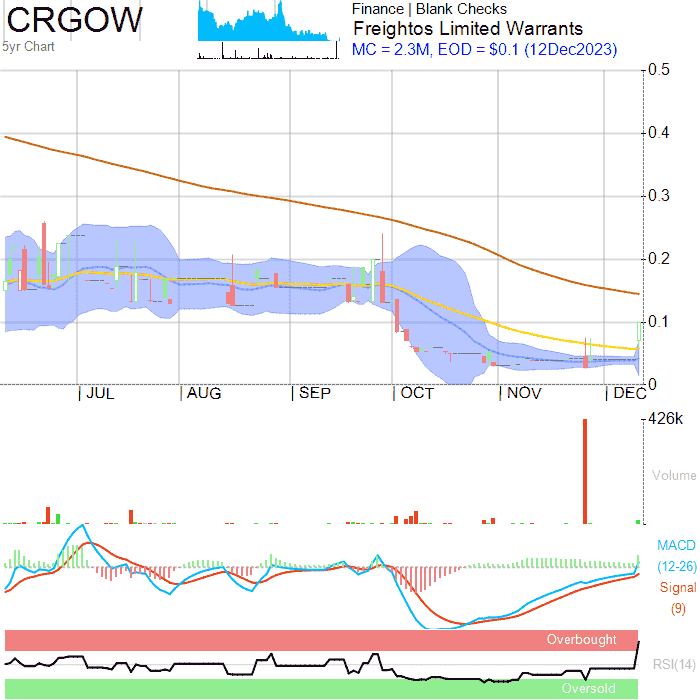 CRGOW
5yr Chart
Finance | Blank Checks
Freightos Limited Warrants
MC = 2.3M, EOD = $0.1 (12Dec2023)
0.5
0.4
0.3
0.2
0.1
0
| JUL | AUG | SEP | OCT | NOV | DEC
426k
Volume
MACD
(12-26)
Signal
(9)
Overbought
RSI(14)
Oversold